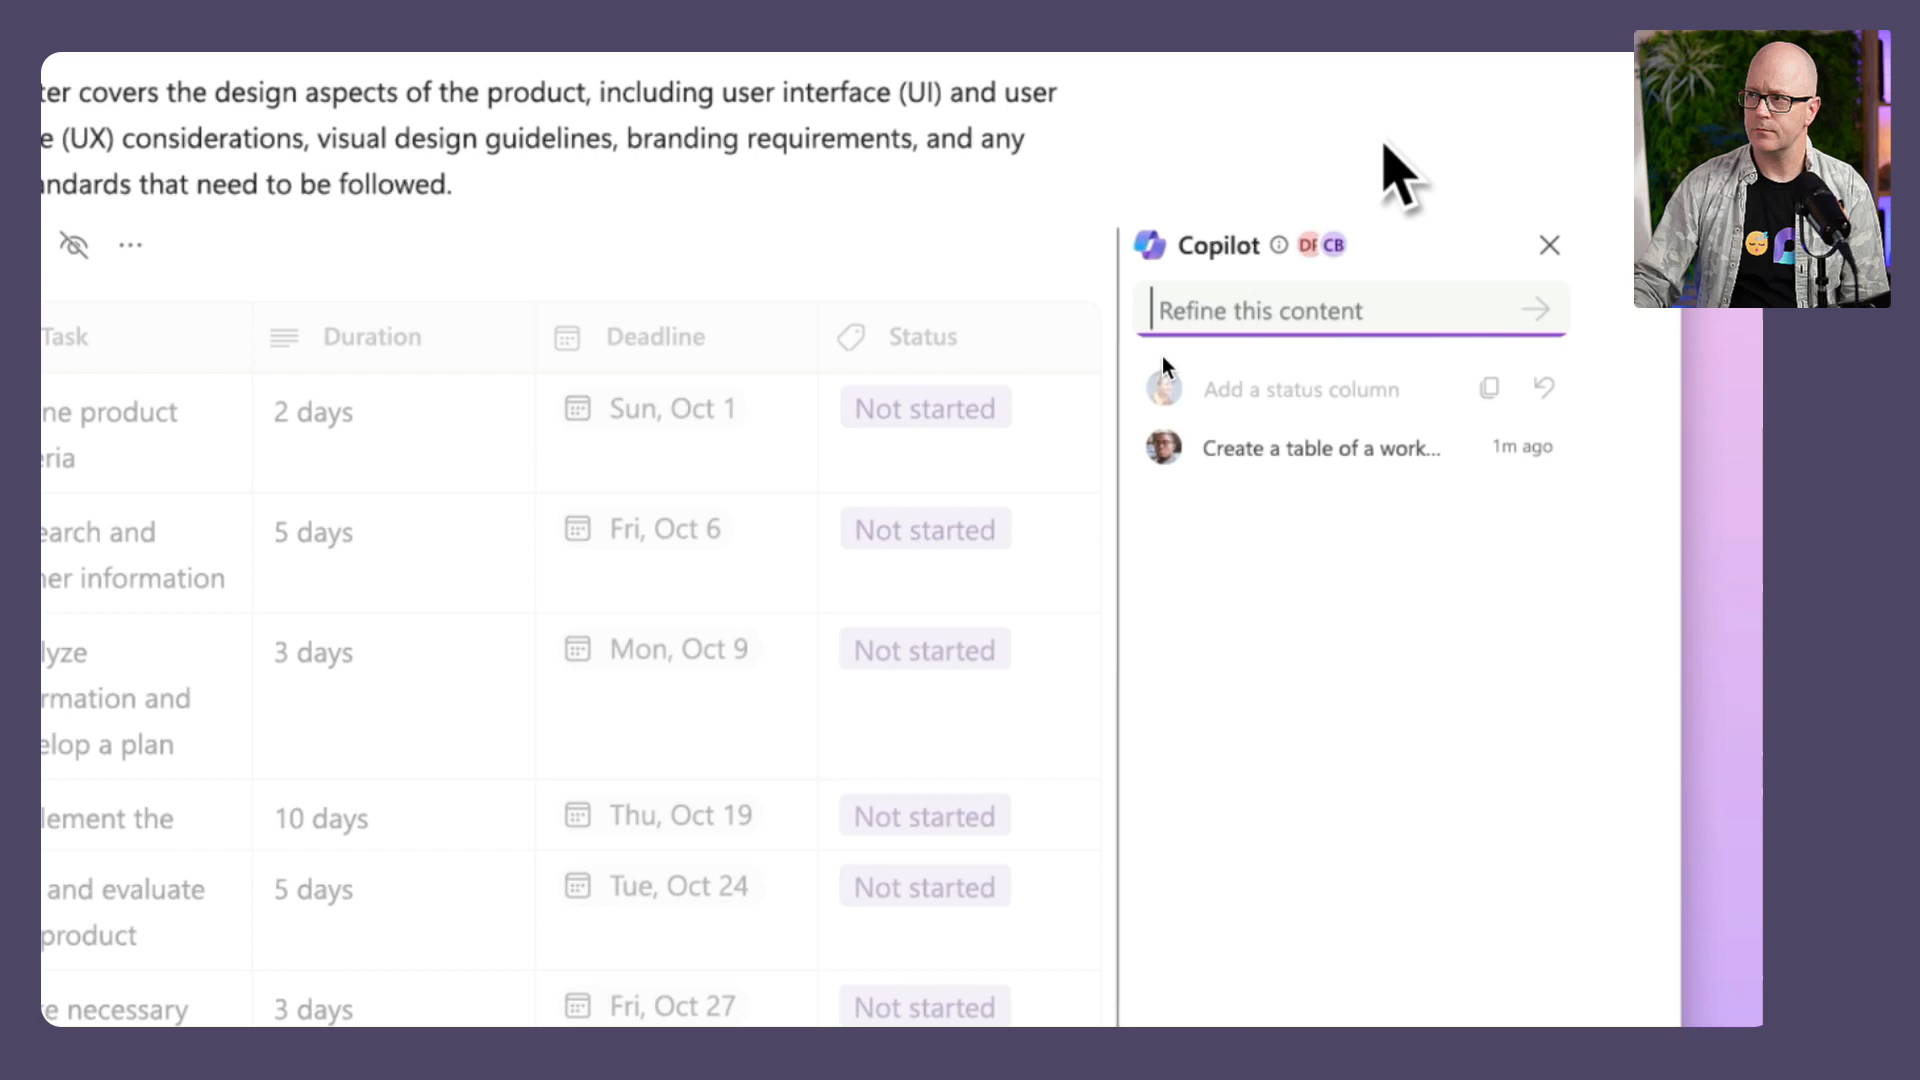 ter covers the design aspects of the product, including user interface (UI) and user
e (UX) considerations, visual design guidelines, branding requirements, and any
andards that need to be followed.
Copilot DF CB
Refine this content
Add a status column
Create a table of a work... 1m ago
Task Duration Deadline Status
ne product 2 days Sun, Oct 1 Not started
eria
earch and 5 days Fri, Oct 6 Not started
her information
lyze 3 days Mon, Oct 9 Not started
rmation and
elop a plan
lement the 10 days Thu, Oct 19 Not started
and evaluate 5 days Tue, Oct 24 Not started
product
e necessary 3 days Fri, Oct 27 Not started